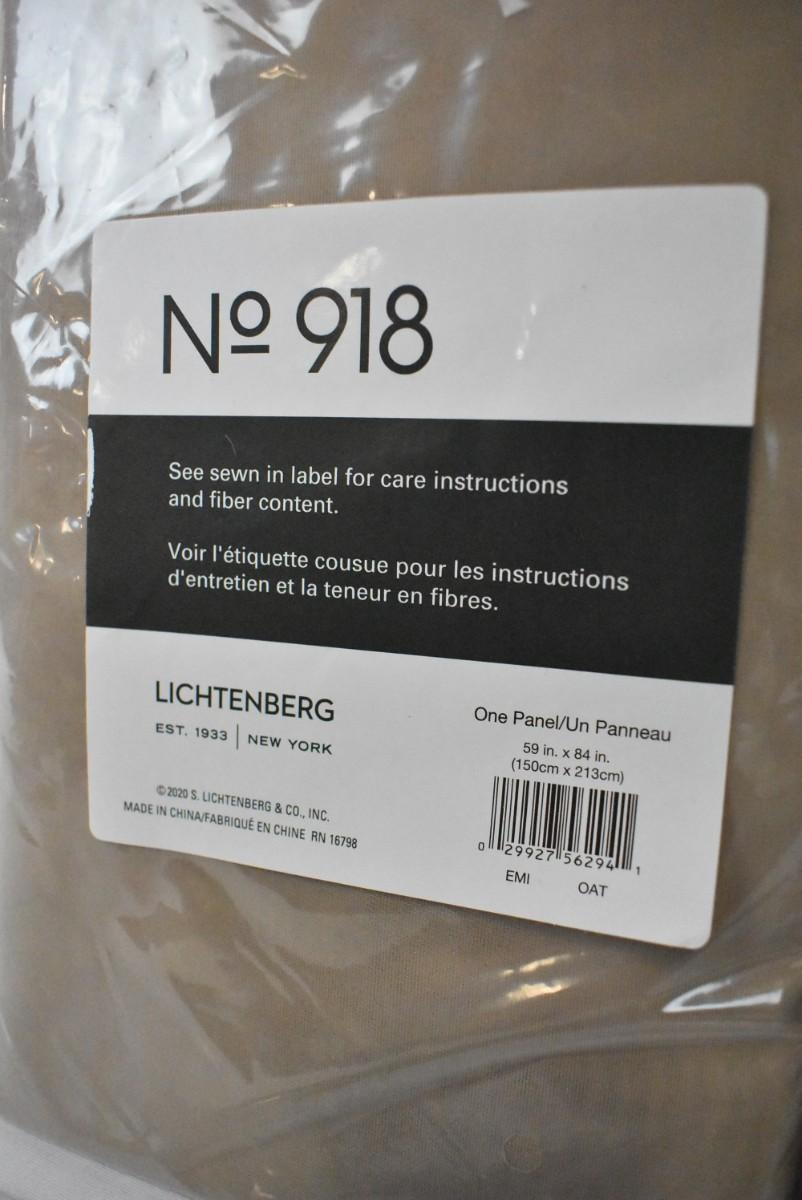 Nº 918
See sewn in label for care instructions
and fiber content.
Voir l'étiquette cousue pour les instructions
d'entretien et la teneur en fibres.
LICHTENBERG
EST. 1933 | NEW YORK
©2020 S. LICHTENBERG & CO., INC.
MADE IN CHINA/FABRIQUÉ EN CHINE RN 16798
One Panel/Un Panneau
59 in. x 84 in.
(150cm x 213cm)
0 29927 56294 1
EMI OAT